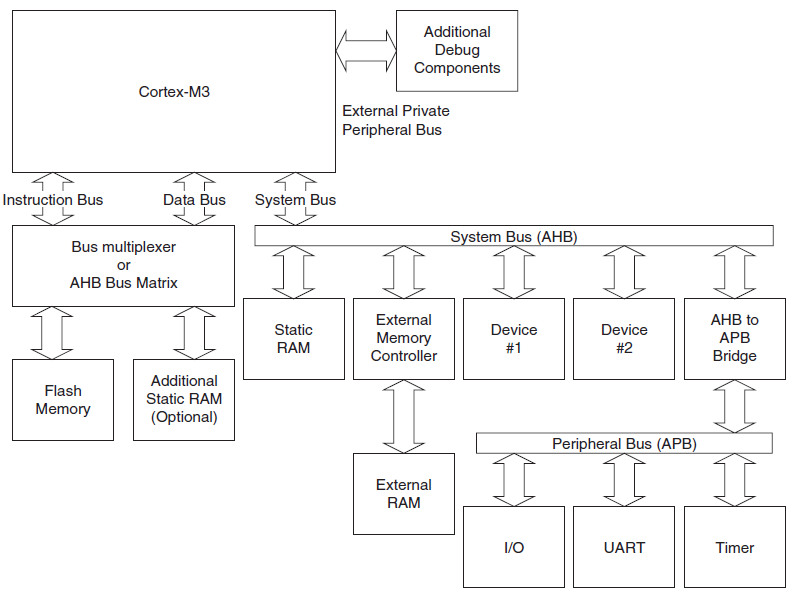 Additional
Debug
Components
Cortex-M3
External Private
Peripheral Bus
Instruction Bus
Data Bus
System Bus
Bus multiplexer
or
AHB Bus Matrix
System Bus (AHB)
Static
RAM
External
Memory
Controller
Device
#1
Device
#2
AHB to
APB
Bridge
Flash
Memory
Additional
Static RAM
(Optional)
Peripheral Bus (APB)
External
RAM
I/O
UART
Timer